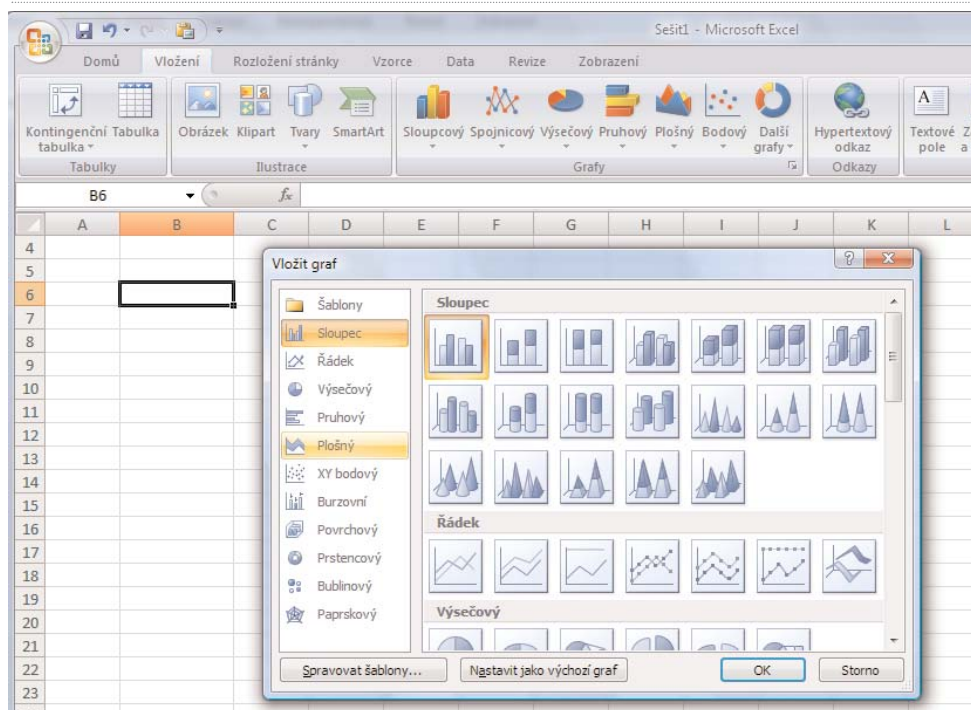 Sešit1 - Microsoft Excel
Domů Vložení Rozložení stránky Vzorce Data Revize Zobrazení
Kontingenční tabulka Tabulka Obrázek Klipart Tvary SmartArt Sloupcový Spojnicový Výsečový Pruhový Plošný Bodový Další grafy Hypertextový odkaz Textové pole Z a
Tabulky Ilustrace Grafy Odkazy
B6 fx
A B C D E F G H I J K L
4
5
6
7
8
9
10
11
12
13
14
15
16
17
18
19
20
21
22
23
Vložit graf
Šablony
Sloupec
Řádek
Výsečový
Pruhový
Plošný
XY bodový
Burzovní
Povrchový
Prstencový
Bublinový
Paprskový
Sloupec
Řádek
Výsečový
Spravovat šablony... Nastavit jako výchozí graf OK Storno